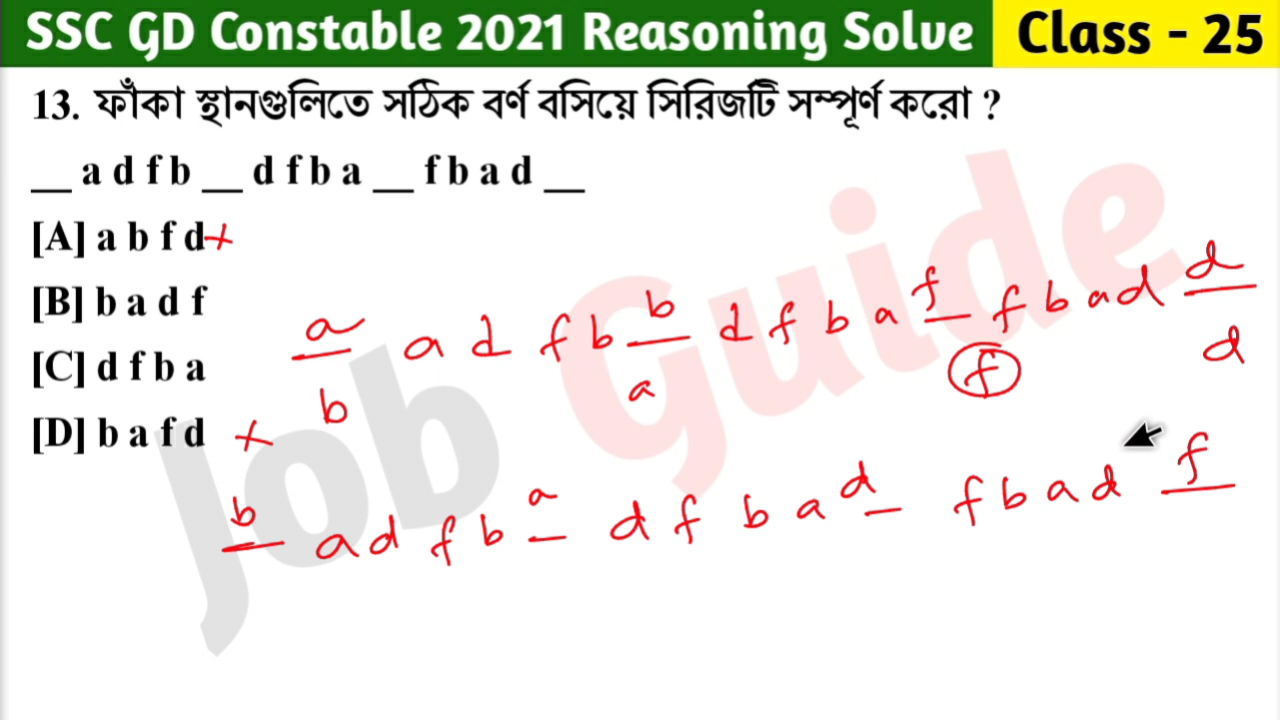 SSC GD Constable 2021 Reasoning Solve Class - 25
13. ফাঁকা স্থানগুলিতে সঠিক বর্ণ বসিয়ে সিরিজটি সম্পূর্ণ করো ?
__ a d f b __ d f b a __ f b a d __
[A] a b f d +
[B] b a d f
[C] d f b a
[D] b a f d +
a a d f b b d f b a f f b a d d
b a f d
b a d f b a d f b a d f b a d f
Job Guide